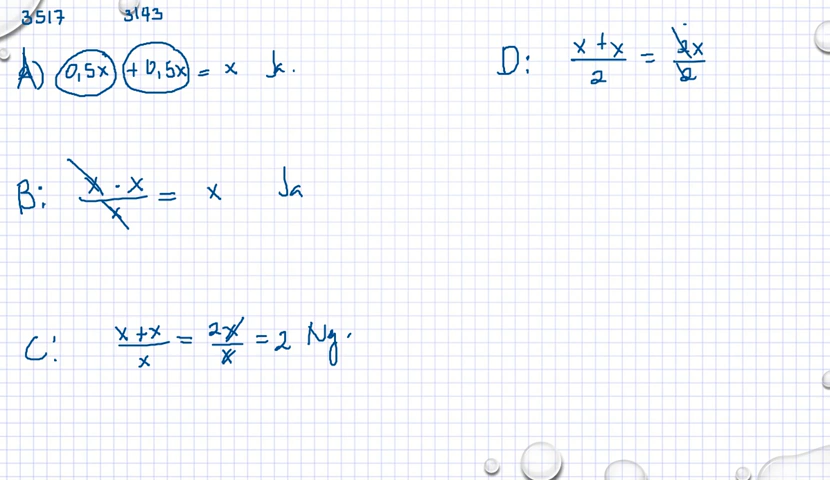 3517 3143
A) 0,5x + 0,5x = x Ja.
D: x + x / 2 = 2x / 2
B: x · x / x = x Ja
C: x + x / x = 2x / x = 2 Nej.